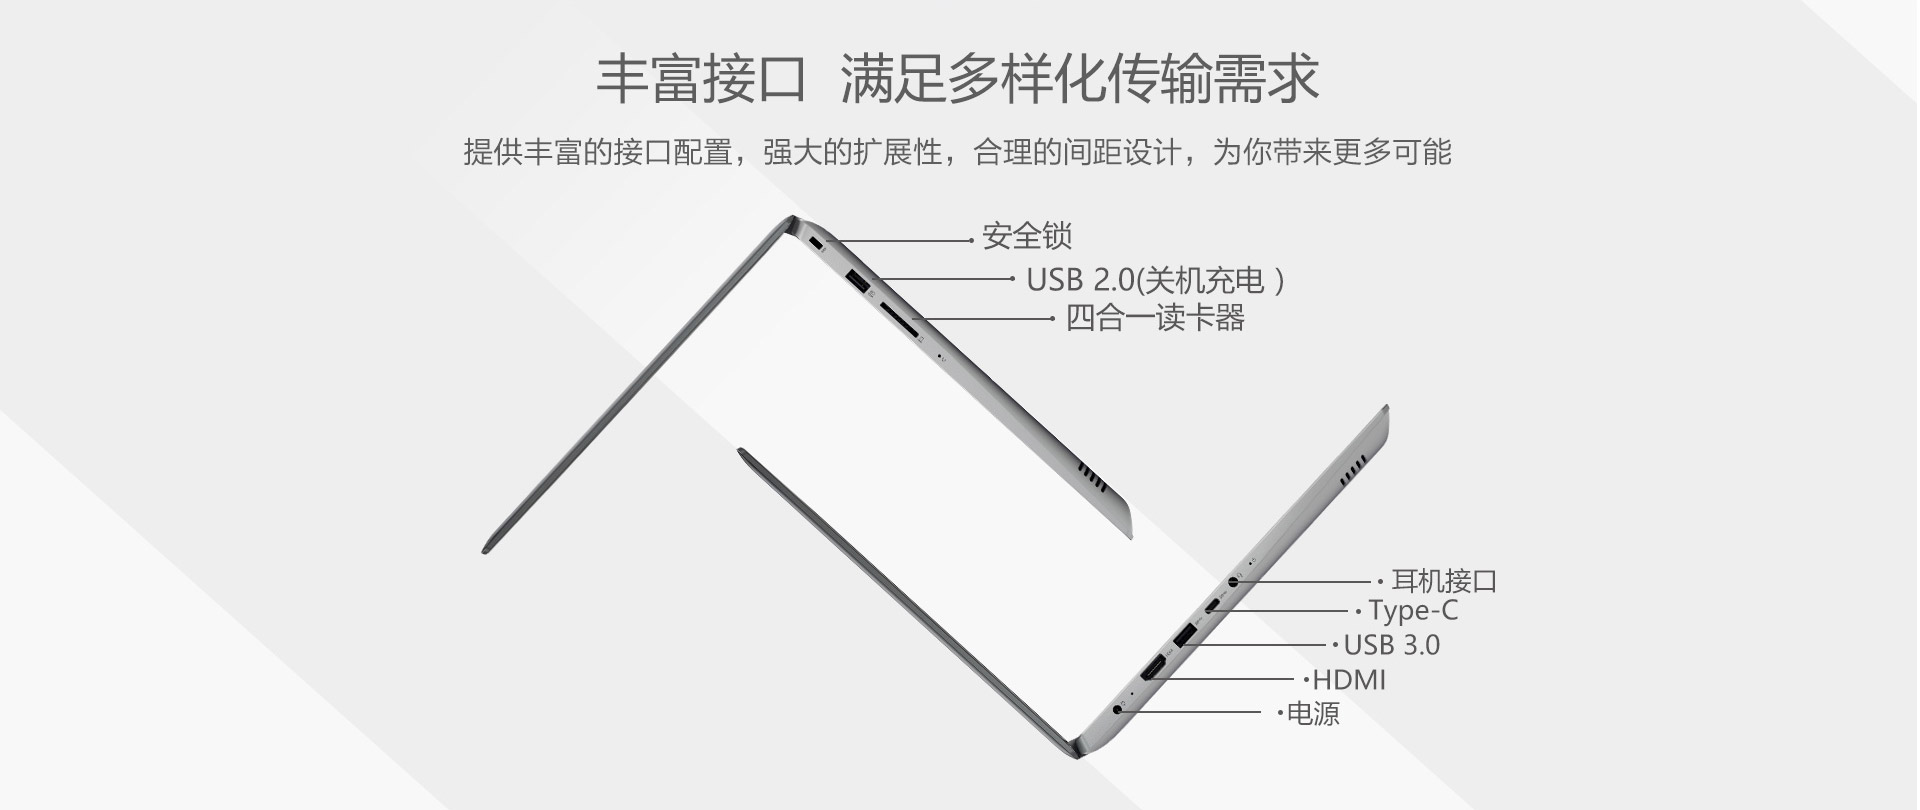 丰富接口 满足多样化传输需求
提供丰富的接口配置，强大的扩展性，合理的间距设计，为你带来更多可能
安全锁
USB 2.0(关机充电 )
四合一读卡器
·耳机接口
·Type-C
·USB 3.0
·HDMI
·电源